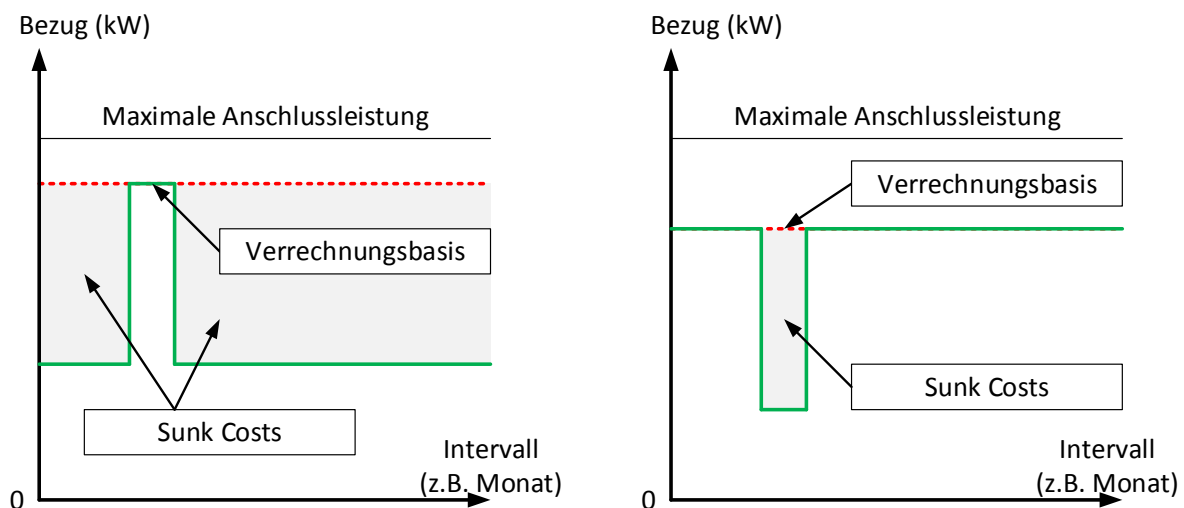 Bezug (kW)
Maximale Anschlussleistung
Verrechnungsbasis
Sunk Costs
Intervall
(z.B. Monat)
0
Bezug (kW)
Maximale Anschlussleistung
Verrechnungsbasis
Sunk Costs
Intervall
(z.B. Monat)
0